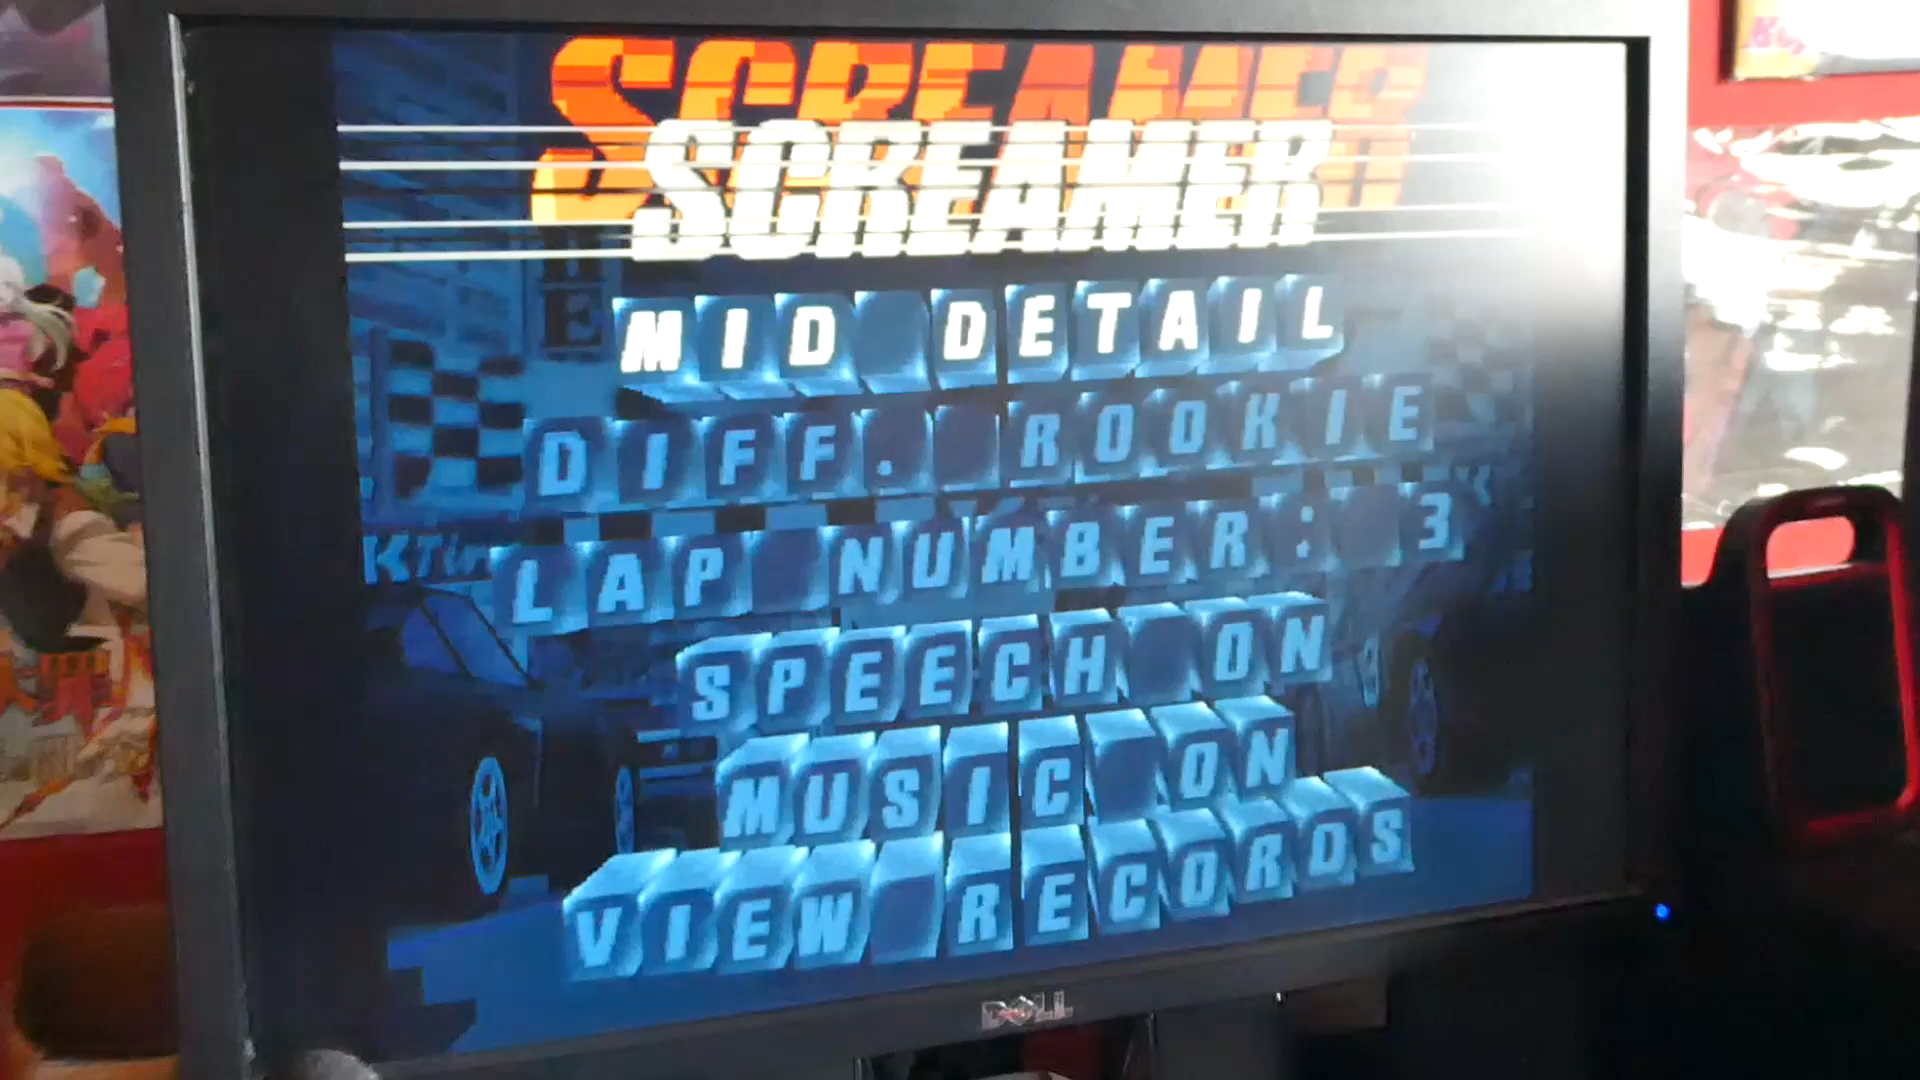 SCREAMER
SCREAMER
MID DETAIL
DIFF. ROOKIE
LAP NUMBER: 3
SPEECH ON
MUSIC ON
VIEW RECORDS
DELL